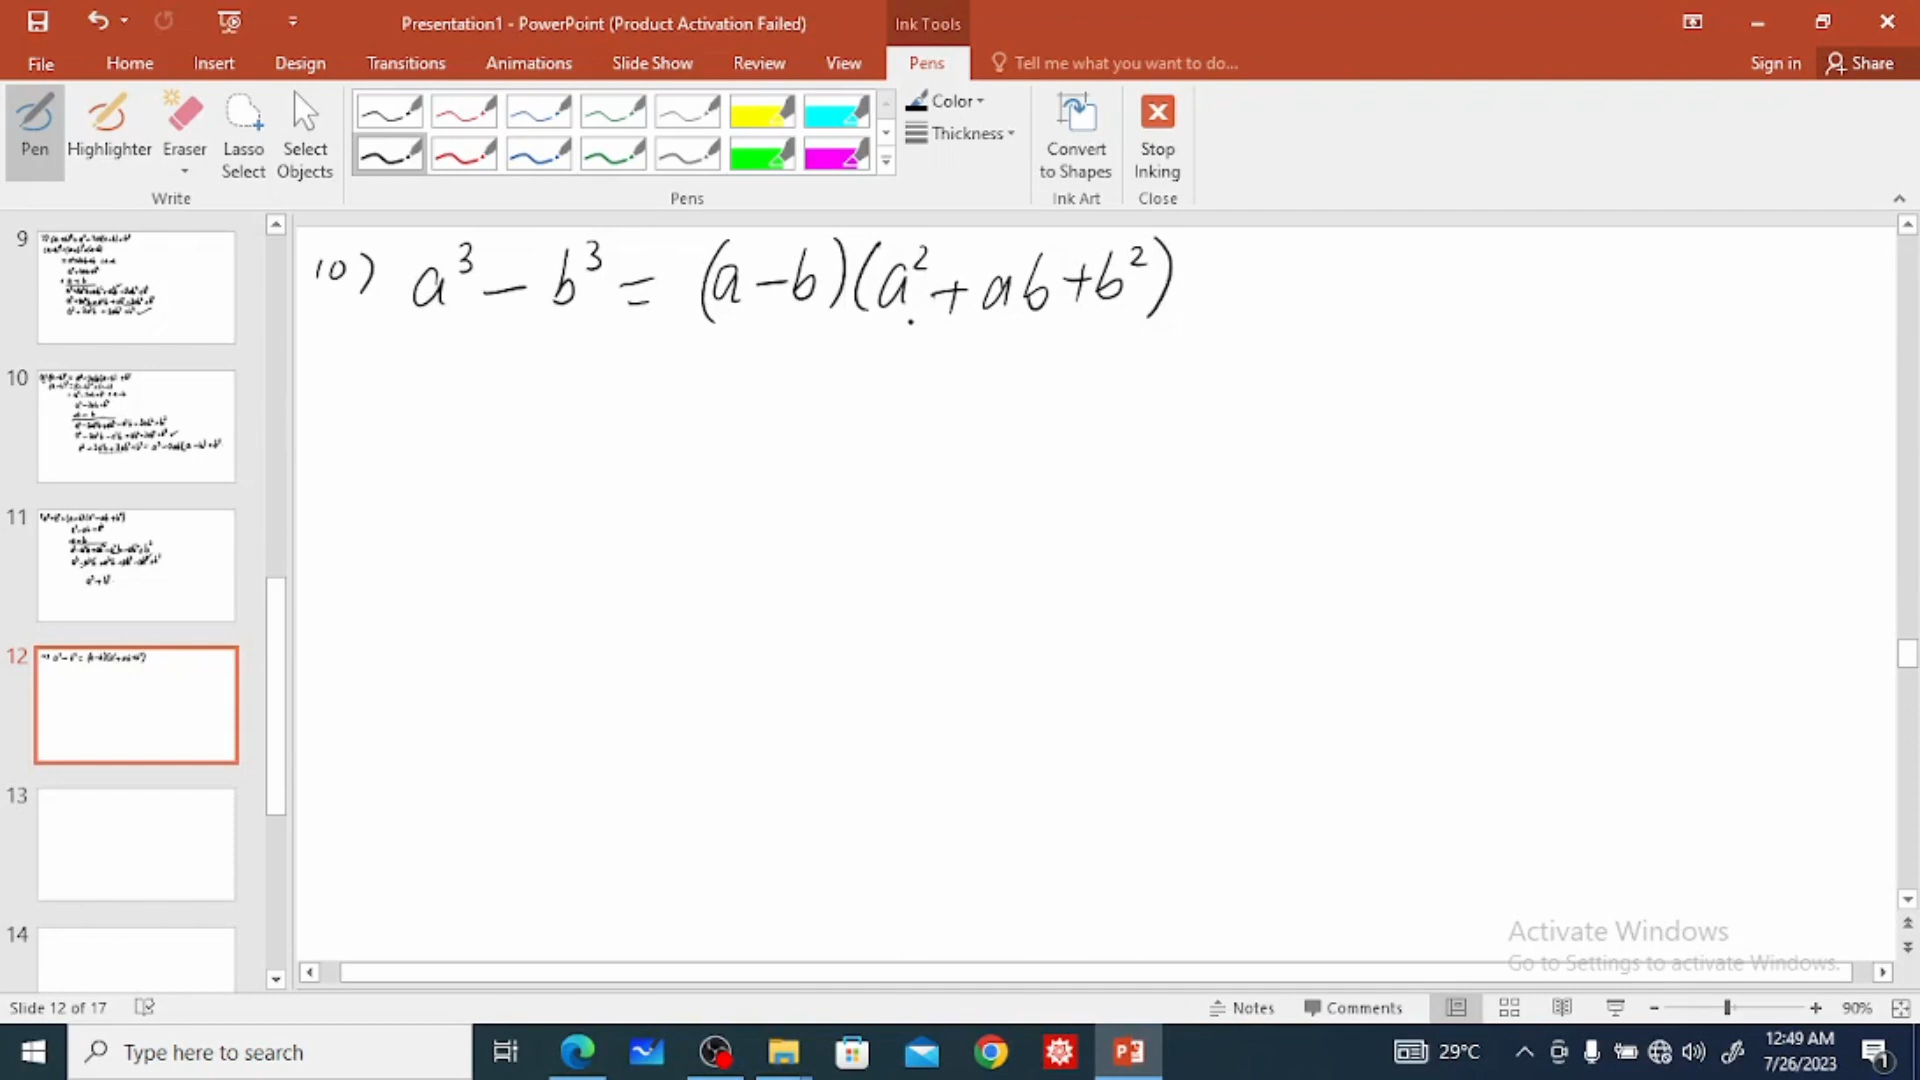 Presentation1 - PowerPoint (Product Activation Failed)
Ink Tools
File Home Insert Design Transitions Animations Slide Show Review View Pens Tell me what you want to do... Sign in Share
Pen Highlighter Eraser Lasso Select Select Objects
Color
Thickness
Convert to Shapes
Stop Inking
Write Pens Ink Art Close
9
10
11
12
13
14
10) a³ - b³ = (a-b)(a²+ab+b²)
Activate Windows
Go to Settings to activate Windows.
Slide 12 of 17 Notes Comments 90%
Type here to search 29°C 12:49 AM
7/26/2023
1